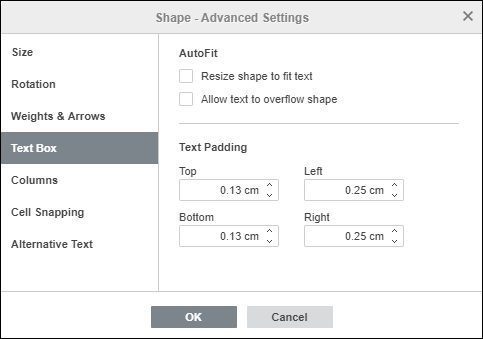 Shape - Advanced Settings
Size
Rotation
Weights & Arrows
Text Box
Columns
Cell Snapping
Alternative Text
AutoFit
Resize shape to fit text
Allow text to overflow shape
Text Padding
Top Left
0.13 cm 0.25 cm
Bottom Right
0.13 cm 0.25 cm
OK Cancel